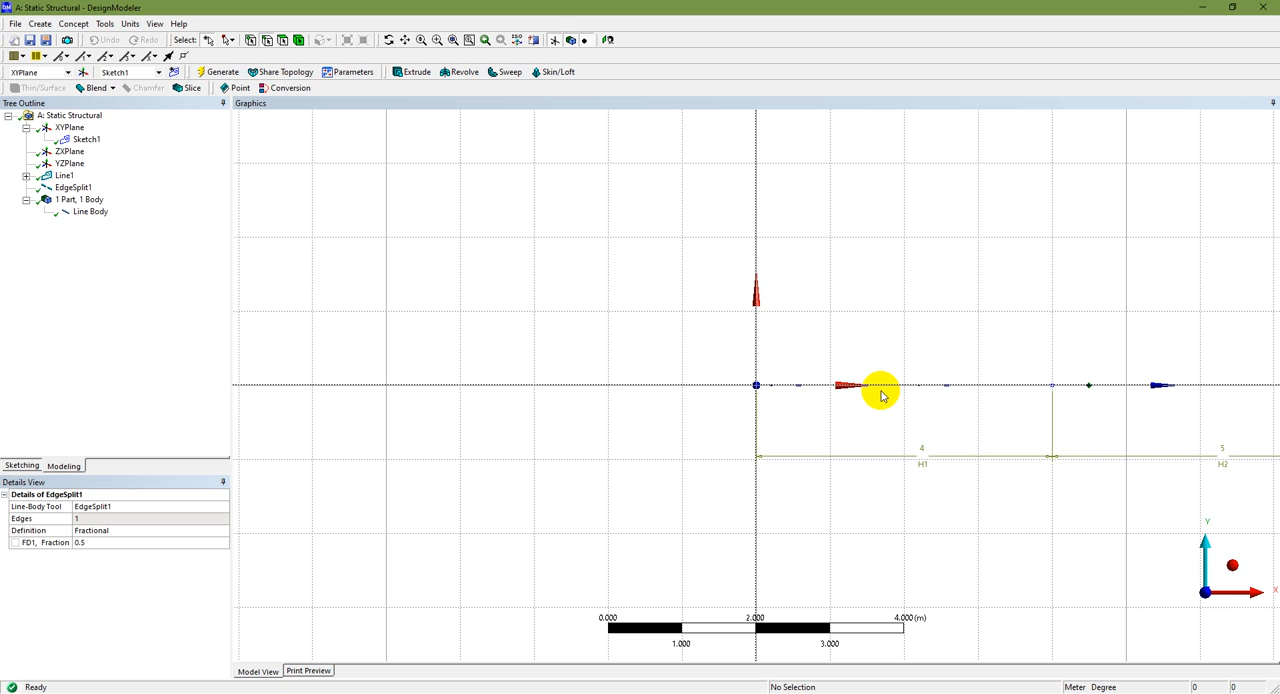 DM A: Static Structural - DesignModeler
File Create Concept Tools Units View Help
Undo Redo Select:
XYPlane Sketch1 Generate Share Topology Parameters Extrude Revolve Sweep Skin/Loft
Thin/Surface Blend Chamfer Slice Point Conversion
Tree Outline
Graphics
A: Static Structural
XYPlane
Sketch1
ZXPlane
YZPlane
Line1
EdgeSplit1
1 Part, 1 Body
Line Body
4
H1
5
H2
Y
X
0.000 2.000 4.000 (m)
1.000 3.000
Sketching Modeling
Details View
Details of EdgeSplit1
Line-Body Tool EdgeSplit1
Edges 1
Definition Fractional
FD1, Fraction 0.5
Model View Print Preview
Ready No Selection Meter Degree 0 0